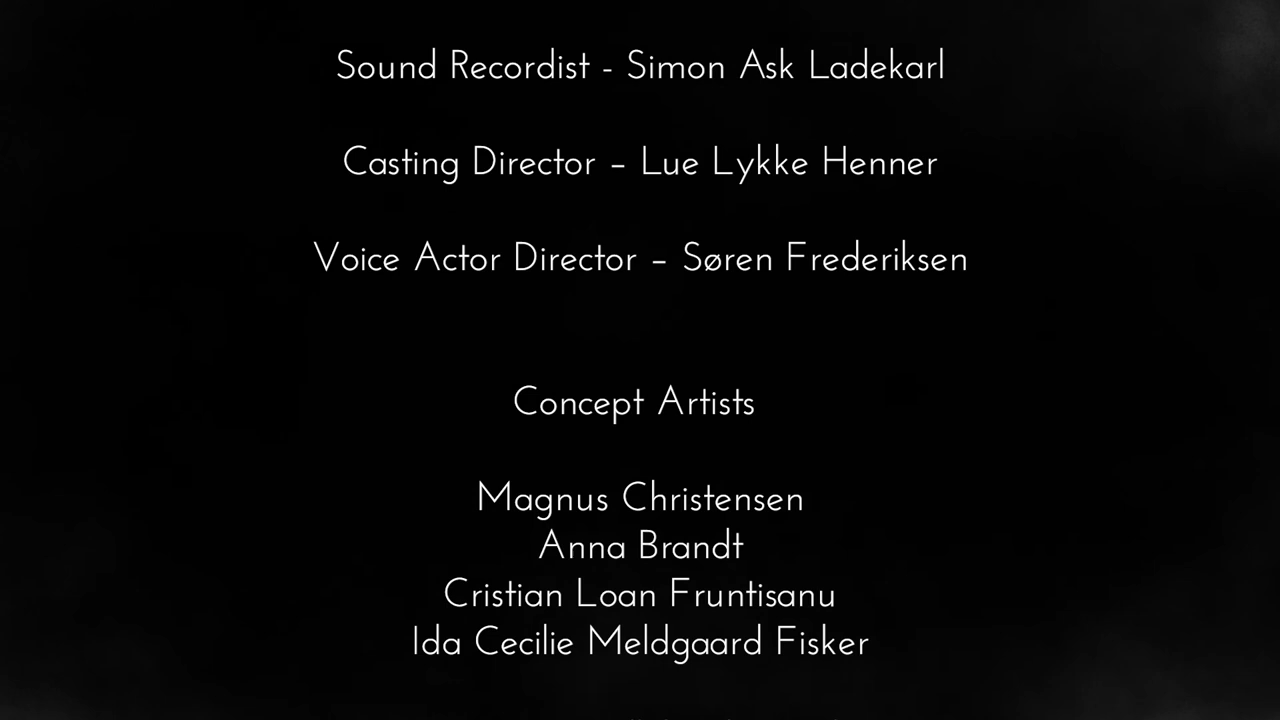 Sound Recordist - Simon Ask Ladekarl
Casting Director – Lue Lykke Henner
Voice Actor Director – Søren Frederiksen
Concept Artists
Magnus Christensen
Anna Brandt
Cristian Loan Fruntisanu
Ida Cecilie Meldgaard Fisker